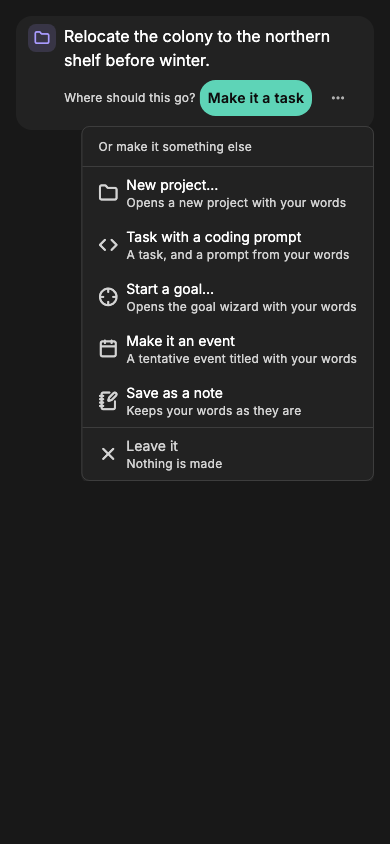 Relocate the colony to the northern
shelf before winter.
Where should this go? Make it a task
Or make it something else
New project...
Opens a new project with your words
Task with a coding prompt
A task, and a prompt from your words
Start a goal...
Opens the goal wizard with your words
Make it an event
A tentative event titled with your words
Save as a note
Keeps your words as they are
Leave it
Nothing is made